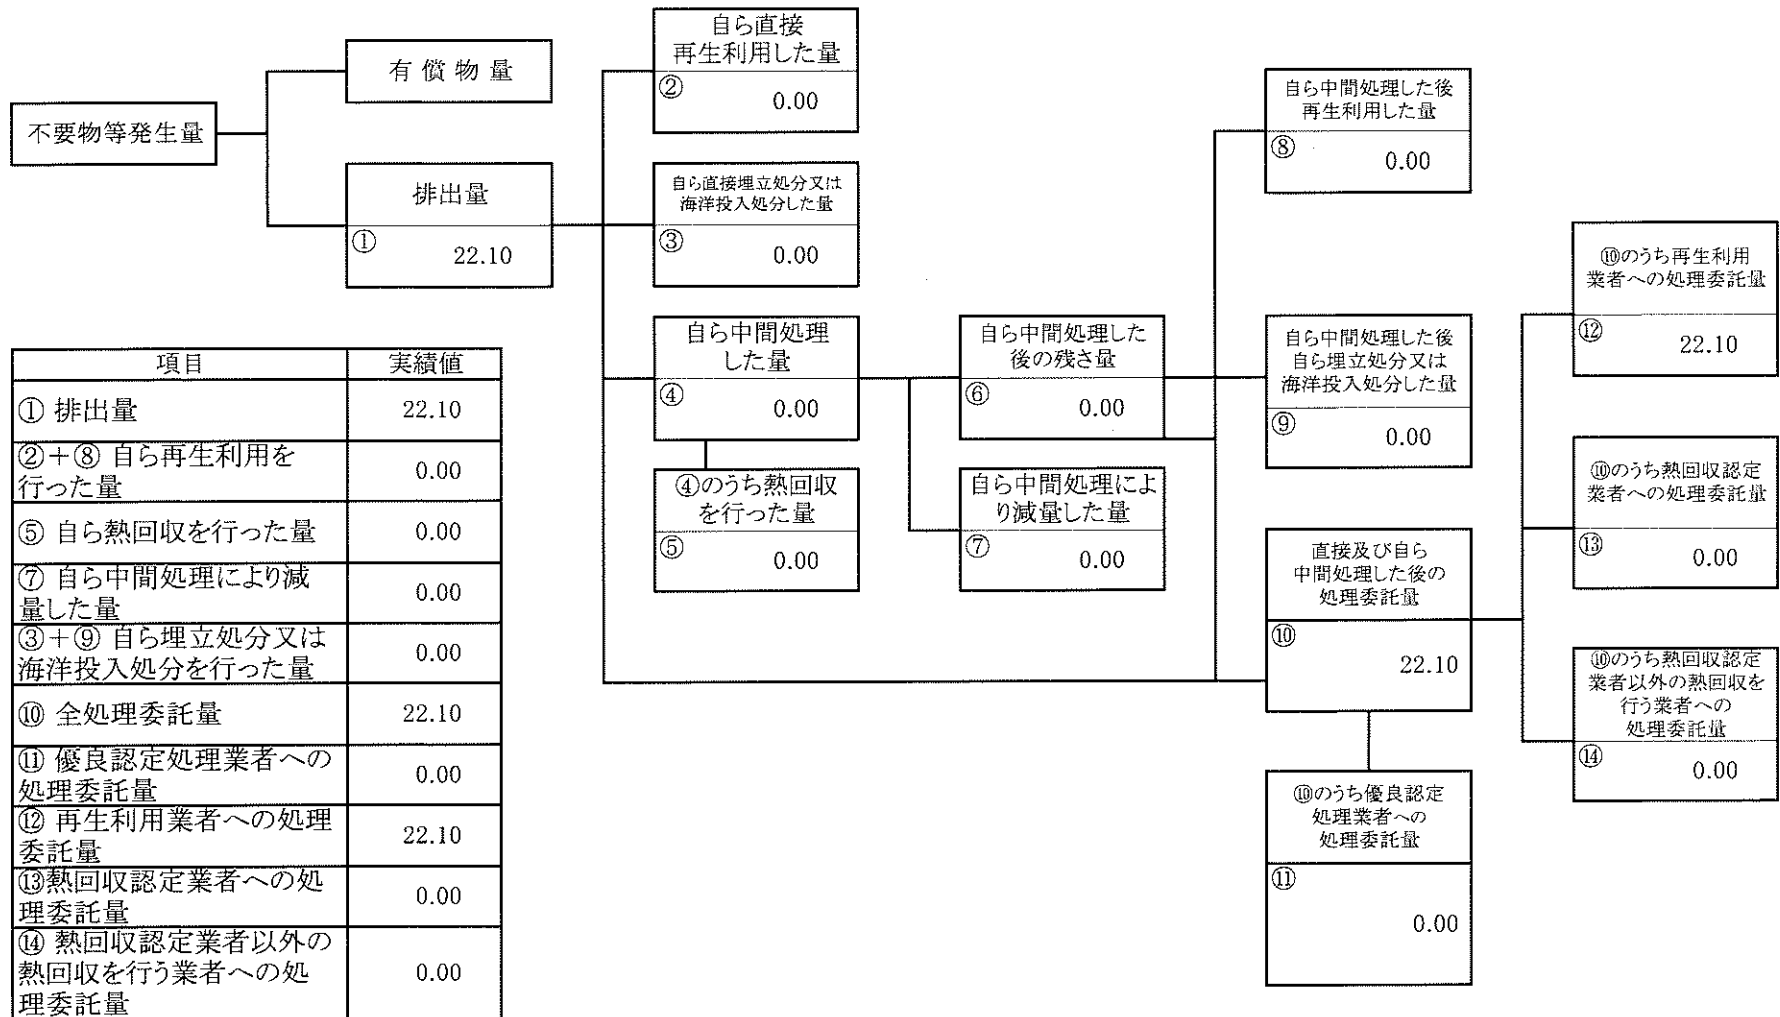 不要物等発生量
有償物量
排出量
①
22.10
自ら直接
再生利用した量
②
0.00
自ら直接埋立処分又は
海洋投入処分した量
③
0.00
自ら中間処理
した量
④
0.00
④のうち熱回収
を行った量
⑤
0.00
自ら中間処理した
後の残さ量
⑥
0.00
自ら中間処理によ
り減量した量
⑦
0.00
自ら中間処理した後
再生利用した量
⑧
0.00
自ら中間処理した後
自ら埋立処分又は
海洋投入処分した量
⑨
0.00
直接及び自ら
中間処理した後の
処理委託量
⑩
22.10
⑩のうち優良認定
処理業者への
処理委託量
⑪
0.00
⑩のうち再生利用
業者への処理委託量
⑫
22.10
⑩のうち熱回収認定
業者への処理委託量
⑬
0.00
⑩のうち熱回収認定
業者以外の熱回収を
行う業者への
処理委託量
⑭
0.00
項目 実績値
① 排出量 22.10
②+⑧ 自ら再生利用を
行った量 0.00
⑤ 自ら熱回収を行った量 0.00
⑦ 自ら中間処理により減
量した量 0.00
③+⑨ 自ら埋立処分又は
海洋投入処分を行った量 0.00
⑩ 全処理委託量 22.10
⑪ 優良認定処理業者への
処理委託量 0.00
⑫ 再生利用業者への処理
委託量 22.10
⑬熱回収認定業者への処
理委託量 0.00
⑭ 熱回収認定業者以外の
熱回収を行う業者への処
理委託量 0.00